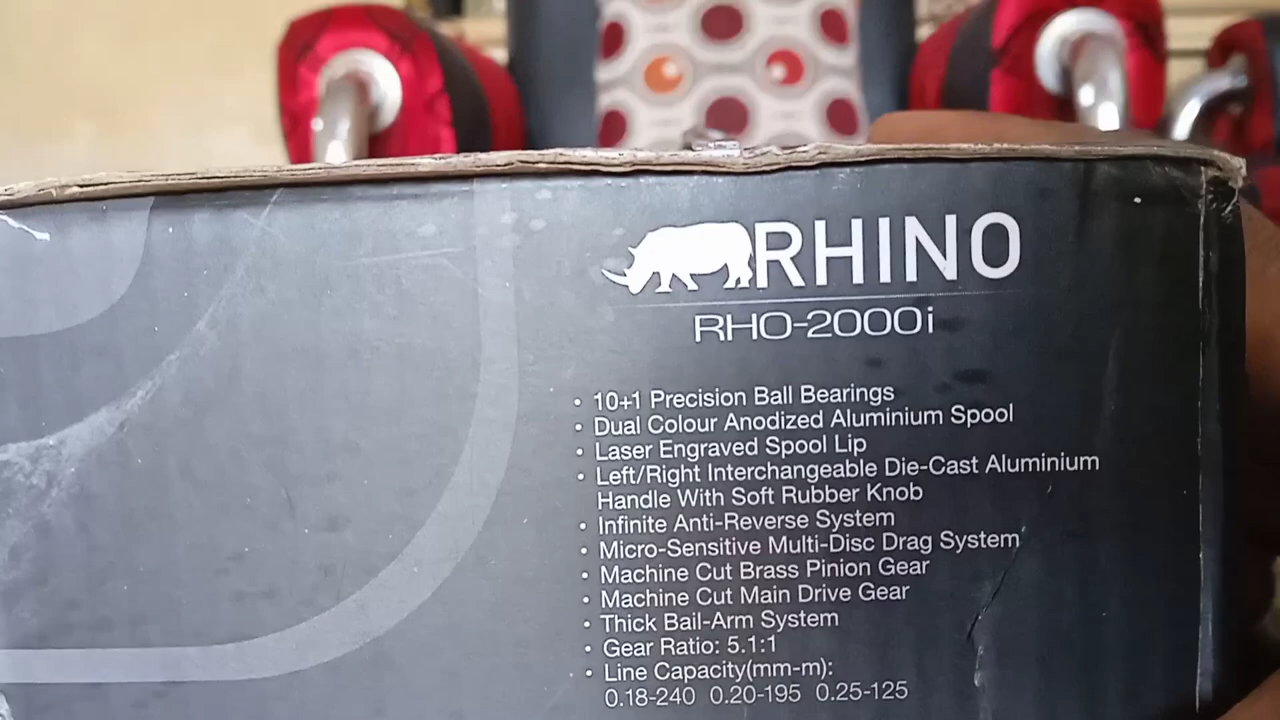 RHINO
RHO-2000i
• 10+1 Precision Ball Bearings
• Dual Colour Anodized Aluminium Spool
• Laser Engraved Spool Lip
• Left/Right Interchangeable Die-Cast Aluminium
Handle With Soft Rubber Knob
• Infinite Anti-Reverse System
• Micro-Sensitive Multi-Disc Drag System
• Machine Cut Brass Pinion Gear
• Machine Cut Main Drive Gear
• Thick Bail-Arm System
• Gear Ratio: 5.1:1
• Line Capacity(mm-m):
0.18-240 0.20-195 0.25-125